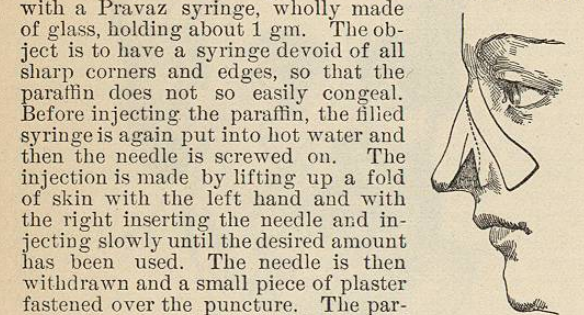 with a Pravaz syringe, wholly made
of glass, holding about 1 gm. The ob-
ject is to have a syringe devoid of all
sharp corners and edges, so that the
paraffin does not so easily congeal.
Before injecting the paraffin, the filled
syringe is again put into hot water and
then the needle is screwed on. The
injection is made by lifting up a fold
of skin with the left hand and with
the right inserting the needle and in-
jecting slowly until the desired amount
has been used. The needle is then
withdrawn and a small piece of plaster
fastened over the puncture. The par-